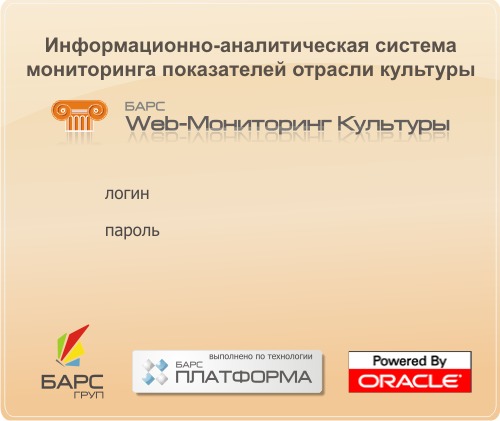 Информационно-аналитическая система
мониторинга показателей отрасли культуры
БАРС
Web-Мониторинг Культуры
логин
пароль
БАРС
ГРУП
выполнено по технологии
БАРС
ПЛАТФОРМА
Powered By
ORACLE®